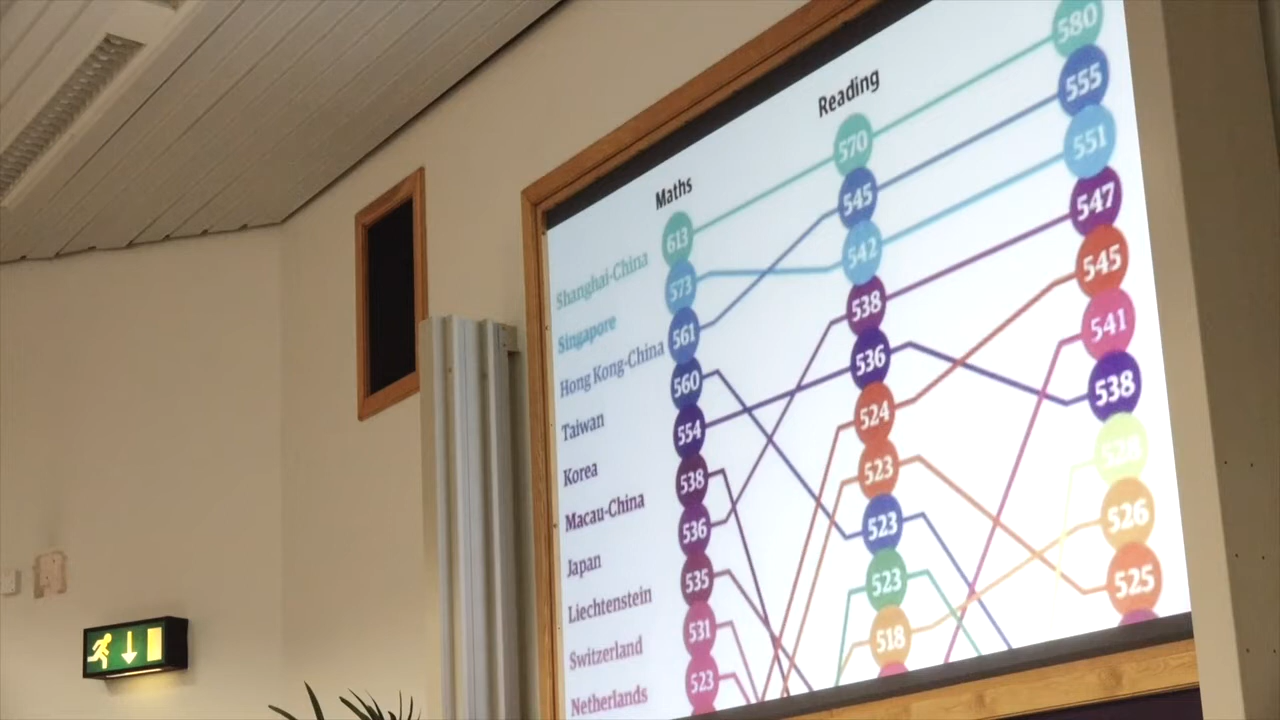 Maths
Reading
Shanghai-China
Singapore
Hong Kong-China
Taiwan
Korea
Macau-China
Japan
Liechtenstein
Switzerland
Netherlands
613
573
561
560
554
538
536
535
531
523
570
545
542
538
536
524
523
523
523
518
580
555
551
547
545
541
538
528
526
525